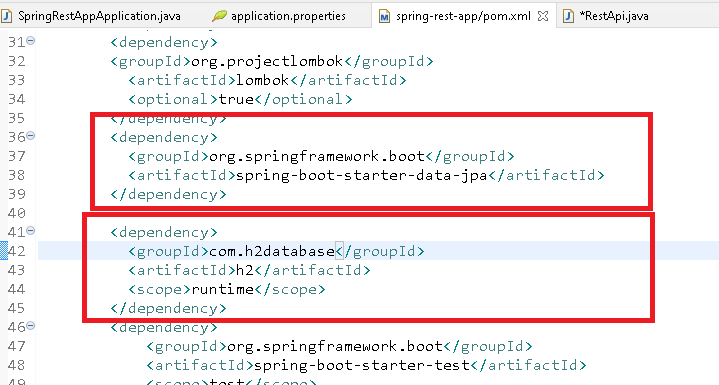 SpringRestAppApplication.java application.properties spring-rest-app/pom.xml *RestApi.java
31 <dependency>
32 <groupId>org.projectlombok</groupId>
33 <artifactId>lombok</artifactId>
34 <optional>true</optional>
35 </dependency>
36 <dependency>
37 <groupId>org.springframework.boot</groupId>
38 <artifactId>spring-boot-starter-data-jpa</artifactId>
39 </dependency>
40
41 <dependency>
42 <groupId>com.h2database</groupId>
43 <artifactId>h2</artifactId>
44 <scope>runtime</scope>
45 </dependency>
46 <dependency>
47 <groupId>org.springframework.boot</groupId>
48 <artifactId>spring-boot-starter-test</artifactId>
49 <scope>test</scope>